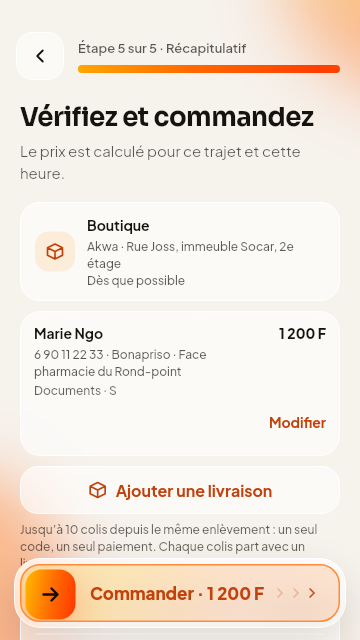 Étape 5 sur 5 · Récapitulatif
Vérifiez et commandez
Le prix est calculé pour ce trajet et cette
heure.
Boutique
Akwa · Rue Joss, immeuble Socar, 2e
étage
Dès que possible
Marie Ngo
1 200 F
6 90 11 22 33 · Bonapriso · Face
pharmacie du Rond-point
Documents · S
Modifier
Ajouter une livraison
Jusqu'à 10 colis depuis le même enlèvement : un seul
code, un seul paiement. Chaque colis part avec un
Commander · 1 200 F